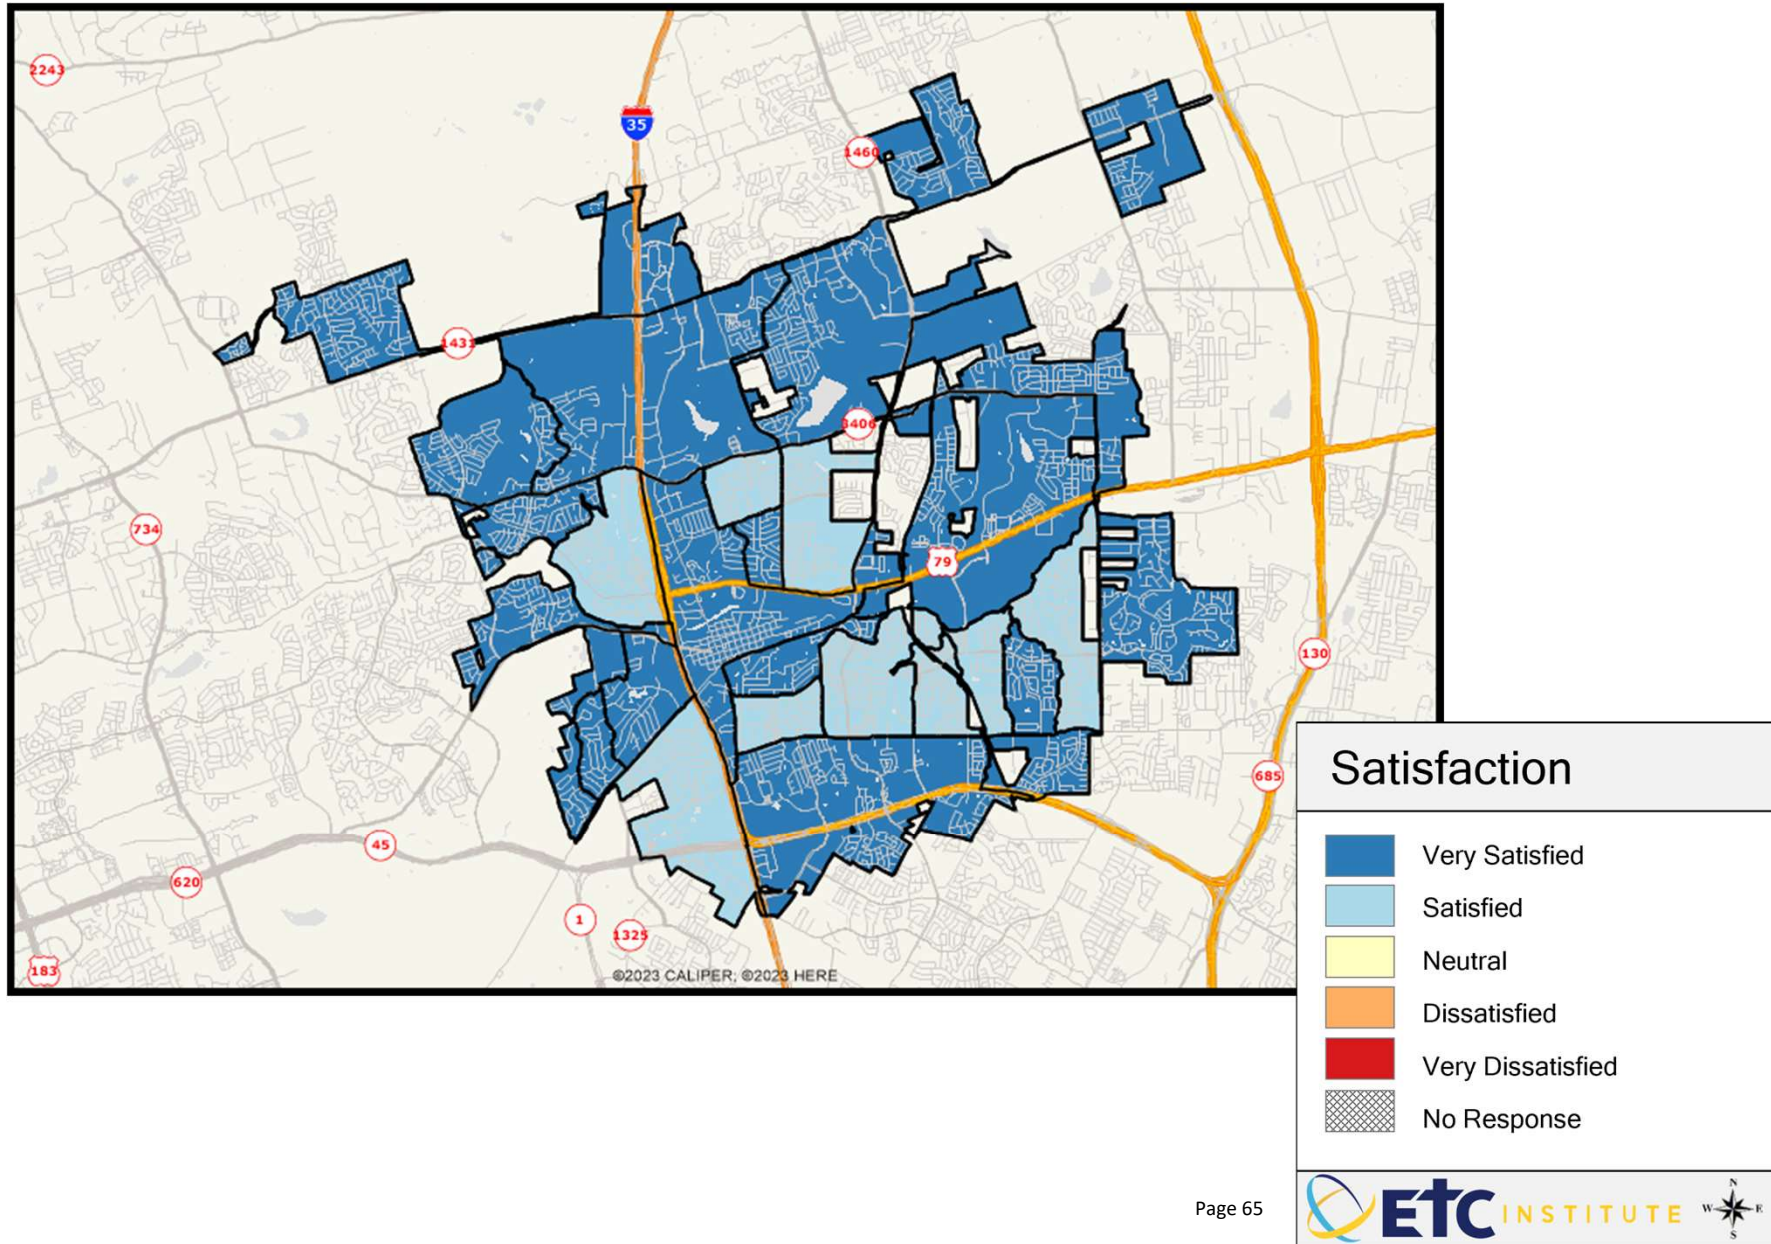 2243
35
1460
1431
3406
734
79
130
685
45
620
1
1325
183
©2023 CALIPER; ©2023 HERE
Satisfaction
Very Satisfied
Satisfied
Neutral
Dissatisfied
Very Dissatisfied
No Response
Page 65
ETC INSTITUTE
N
W E
S